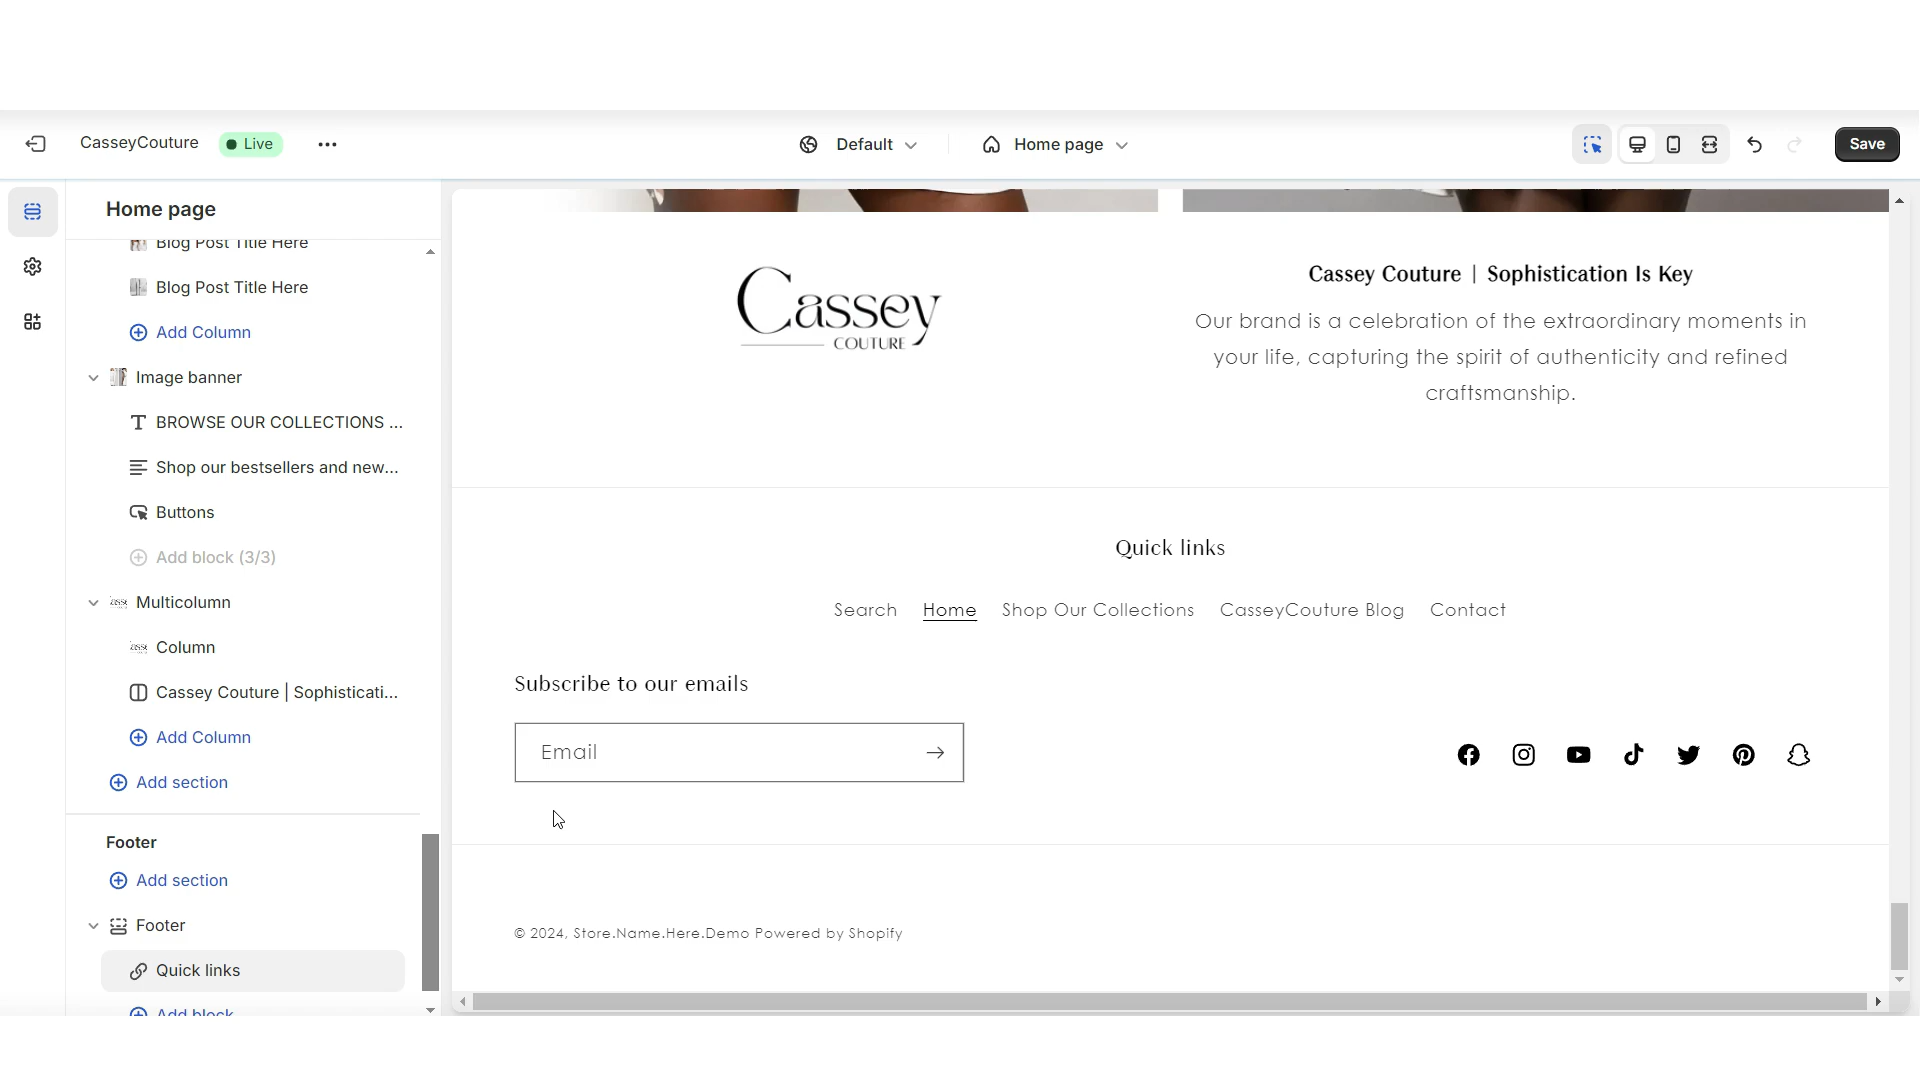 CasseyCouture
Live
Default
Home page
Save
Home page
Blog Post Title Here
Blog Post Title Here
Add Column
Image banner
BROWSE OUR COLLECTIONS ...
Shop our bestsellers and new...
Buttons
Add block (3/3)
Multicolumn
Column
Cassey Couture | Sophisticati...
Add Column
Add section
Footer
Add section
Footer
Quick links
Add block
Cassey
COUTURE
Cassey Couture | Sophistication Is Key
Our brand is a celebration of the extraordinary moments in
your life, capturing the spirit of authenticity and refined
craftsmanship.
Quick links
Search Home Shop Our Collections CasseyCouture Blog Contact
Subscribe to our emails
Email
© 2024, Store.Name.Here.Demo Powered by Shopify